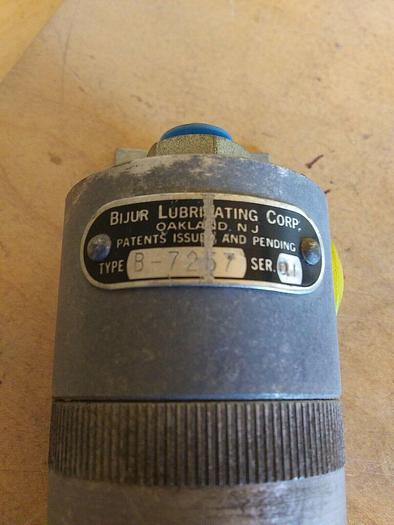 BIJUR LUBRICATING CORP.
OAKLAND, N J
PATENTS ISSUED AND PENDING
TYPE B-7257 SER.